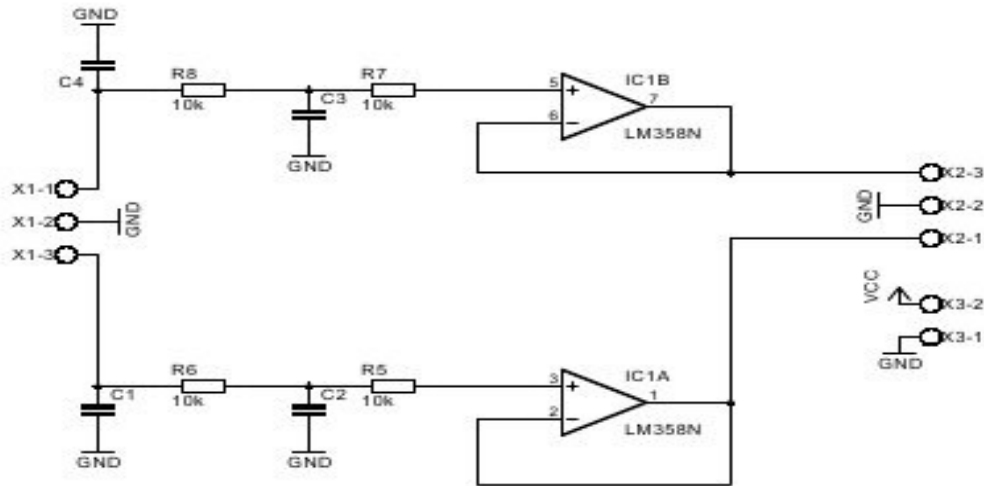 GND
C4
R8
10k
C3
GND
R7
10k
5
6
7
IC1B
LM358N
X1-1
X1-2
GND
X1-3
X2-3
GND
X2-2
X2-1
VCC
X3-2
X3-1
GND
C1
GND
R6
10k
C2
GND
R5
10k
3
2
1
IC1A
LM358N